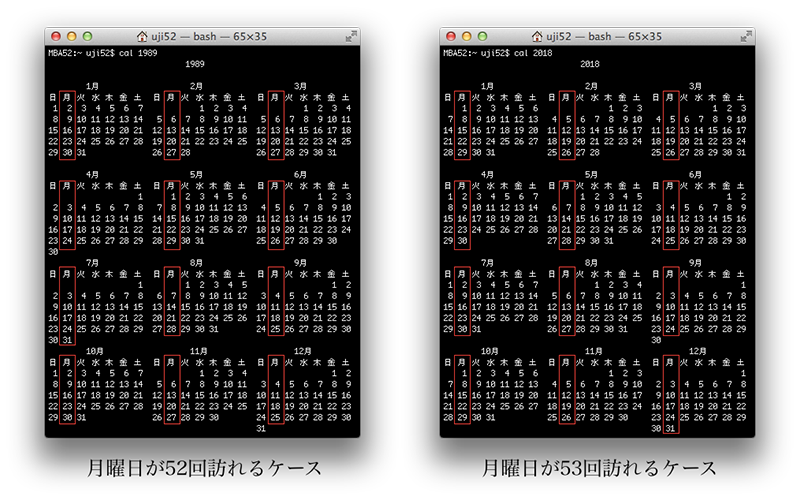 uji52 — bash — 65×35
MBA52:~ uji52$ cal 1989
1989
1月 2月 3月
日 月 火 水 木 金 土 日 月 火 水 木 金 土 日 月 火 水 木 金 土
1 2 3 4 5 6 7 1 2 3 4 1 2 3 4
8 9 10 11 12 13 14 5 6 7 8 9 10 11 5 6 7 8 9 10 11
15 16 17 18 19 20 21 12 13 14 15 16 17 18 12 13 14 15 16 17 18
22 23 24 25 26 27 28 19 20 21 22 23 24 25 19 20 21 22 23 24 25
29 30 31 26 27 28 26 27 28 29 30 31
4月 5月 6月
日 月 火 水 木 金 土 日 月 火 水 木 金 土 日 月 火 水 木 金 土
1 1 2 3 4 5 6 1 2 3
2 3 4 5 6 7 8 7 8 9 10 11 12 13 4 5 6 7 8 9 10
9 10 11 12 13 14 15 14 15 16 17 18 19 20 11 12 13 14 15 16 17
16 17 18 19 20 21 22 21 22 23 24 25 26 27 18 19 20 21 22 23 24
23 24 25 26 27 28 29 28 29 30 31 25 26 27 28 29 30
30
7月 8月 9月
日 月 火 水 木 金 土 日 月 火 水 木 金 土 日 月 火 水 木 金 土
1 1 2 3 4 5 1 2
2 3 4 5 6 7 8 6 7 8 9 10 11 12 3 4 5 6 7 8 9
9 10 11 12 13 14 15 13 14 15 16 17 18 19 10 11 12 13 14 15 16
16 17 18 19 20 21 22 20 21 22 23 24 25 26 17 18 19 20 21 22 23
23 24 25 26 27 28 29 27 28 29 30 31 24 25 26 27 28 29 30
30 31
10月 11月 12月
日 月 火 水 木 金 土 日 月 火 水 木 金 土 日 月 火 水 木 金 土
1 2 3 4 5 6 7 1 2 3 4 1 2
8 9 10 11 12 13 14 5 6 7 8 9 10 11 3 4 5 6 7 8 9
15 16 17 18 19 20 21 12 13 14 15 16 17 18 10 11 12 13 14 15 16
22 23 24 25 26 27 28 19 20 21 22 23 24 25 17 18 19 20 21 22 23
29 30 31 26 27 28 29 30 24 25 26 27 28 29 30
31
月曜日が52回訪れるケース
uji52 — bash — 65×35
MBA52:~ uji52$ cal 2018
2018
1月 2月 3月
日 月 火 水 木 金 土 日 月 火 水 木 金 土 日 月 火 水 木 金 土
1 2 3 4 5 6 1 2 3 1 2 3
7 8 9 10 11 12 13 4 5 6 7 8 9 10 4 5 6 7 8 9 10
14 15 16 17 18 19 20 11 12 13 14 15 16 17 11 12 13 14 15 16 17
21 22 23 24 25 26 27 18 19 20 21 22 23 24 18 19 20 21 22 23 24
28 29 30 31 25 26 27 28 25 26 27 28 29 30 31
4月 5月 6月
日 月 火 水 木 金 土 日 月 火 水 木 金 土 日 月 火 水 木 金 土
1 2 3 4 5 6 7 1 2 3 4 5 1 2
8 9 10 11 12 13 14 6 7 8 9 10 11 12 3 4 5 6 7 8 9
15 16 17 18 19 20 21 13 14 15 16 17 18 19 10 11 12 13 14 15 16
22 23 24 25 26 27 28 20 21 22 23 24 25 26 17 18 19 20 21 22 23
29 30 27 28 29 30 31 24 25 26 27 28 29 30
7月 8月 9月
日 月 火 水 木 金 土 日 月 火 水 木 金 土 日 月 火 水 木 金 土
1 2 3 4 5 6 7 1 2 3 4 1
8 9 10 11 12 13 14 5 6 7 8 9 10 11 2 3 4 5 6 7 8
15 16 17 18 19 20 21 12 13 14 15 16 17 18 9 10 11 12 13 14 15
22 23 24 25 26 27 28 19 20 21 22 23 24 25 16 17 18 19 20 21 22
29 30 31 26 27 28 29 30 31 23 24 25 26 27 28 29
30
10月 11月 12月
日 月 火 水 木 金 土 日 月 火 水 木 金 土 日 月 火 水 木 金 土
1 2 3 4 5 6 1 2 3 1
7 8 9 10 11 12 13 4 5 6 7 8 9 10 2 3 4 5 6 7 8
14 15 16 17 18 19 20 11 12 13 14 15 16 17 9 10 11 12 13 14 15
21 22 23 24 25 26 27 18 19 20 21 22 23 24 16 17 18 19 20 21 22
28 29 30 31 25 26 27 28 29 30 23 24 25 26 27 28 29
30 31
月曜日が53回訪れるケース